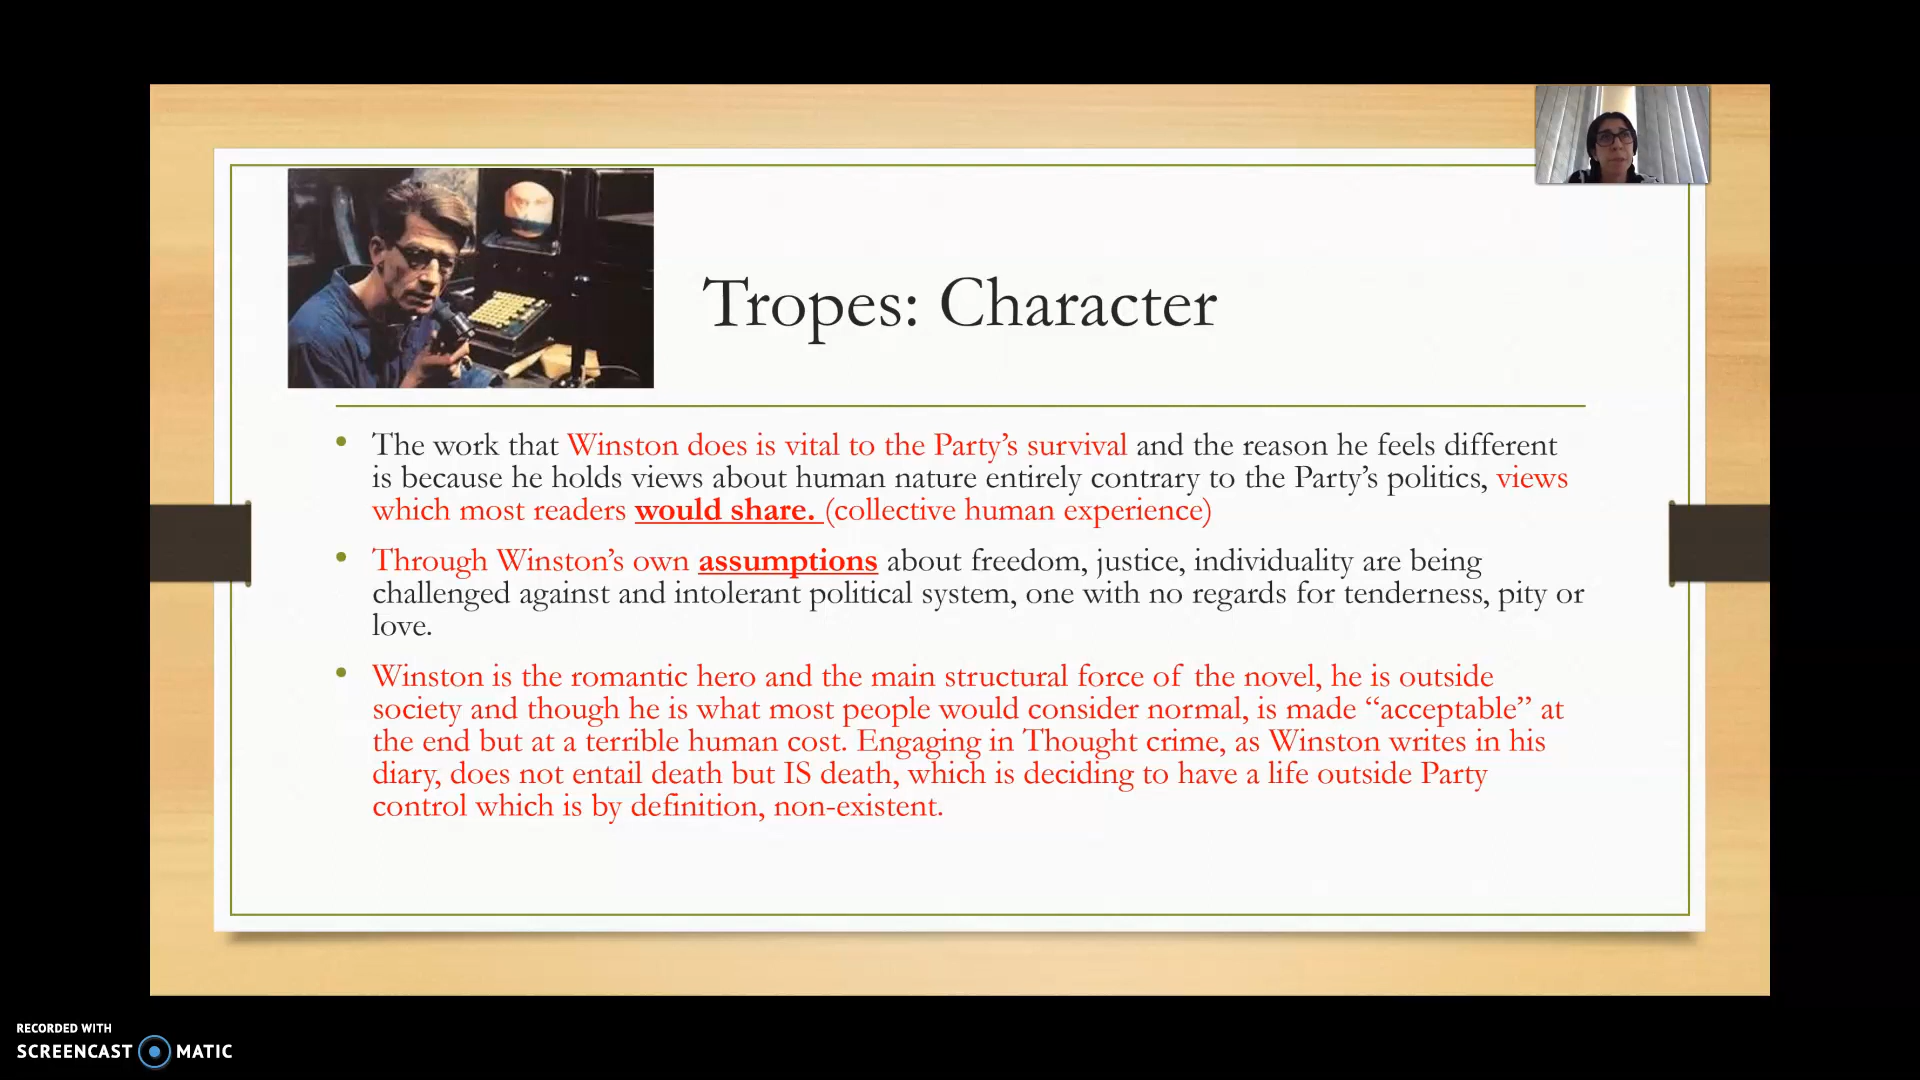 Tropes: Character
• The work that Winston does is vital to the Party’s survival and the reason he feels different
is because he holds views about human nature entirely contrary to the Party’s politics, views
which most readers would share. (collective human experience)
• Through Winston’s own assumptions about freedom, justice, individuality are being
challenged against and intolerant political system, one with no regards for tenderness, pity or
love.
• Winston is the romantic hero and the main structural force of the novel, he is outside
society and though he is what most people would consider normal, is made “acceptable” at
the end but at a terrible human cost. Engaging in Thought crime, as Winston writes in his
diary, does not entail death but IS death, which is deciding to have a life outside Party
control which is by definition, non-existent.
RECORDED WITH
SCREENCAST MATIC